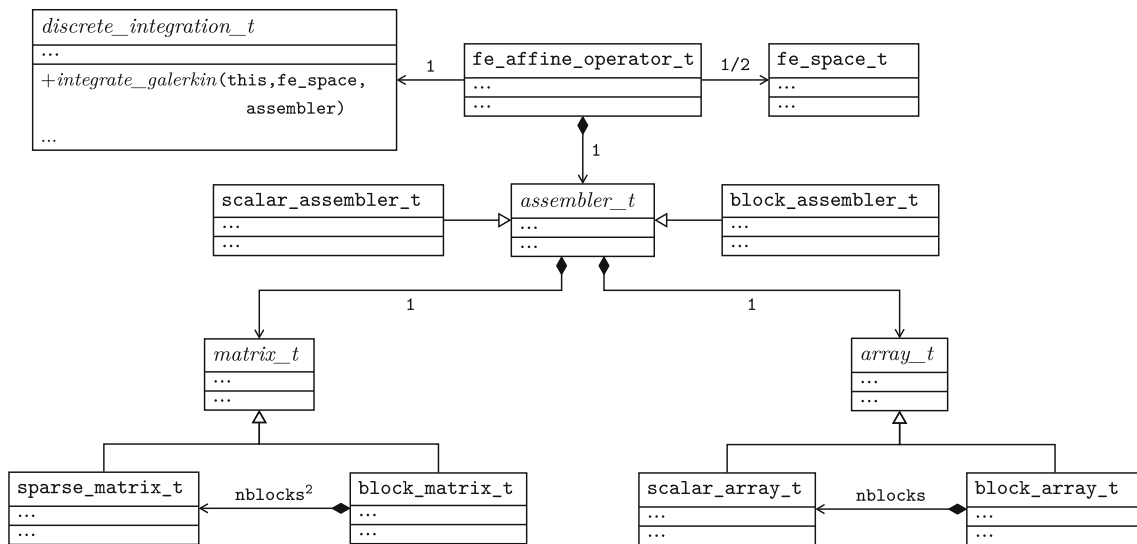 discrete_integration_t
...
+integrate_galerkin(this,fe_space,
assembler)
...
1
fe_affine_operator_t
...
...
1/2
fe_space_t
...
...
1
scalar_assembler_t
...
...
assembler_t
...
...
block_assembler_t
...
...
1
1
matrix_t
...
...
array_t
...
...
sparse_matrix_t
...
...
nblocks²
block_matrix_t
...
...
scalar_array_t
...
...
nblocks
block_array_t
...
...